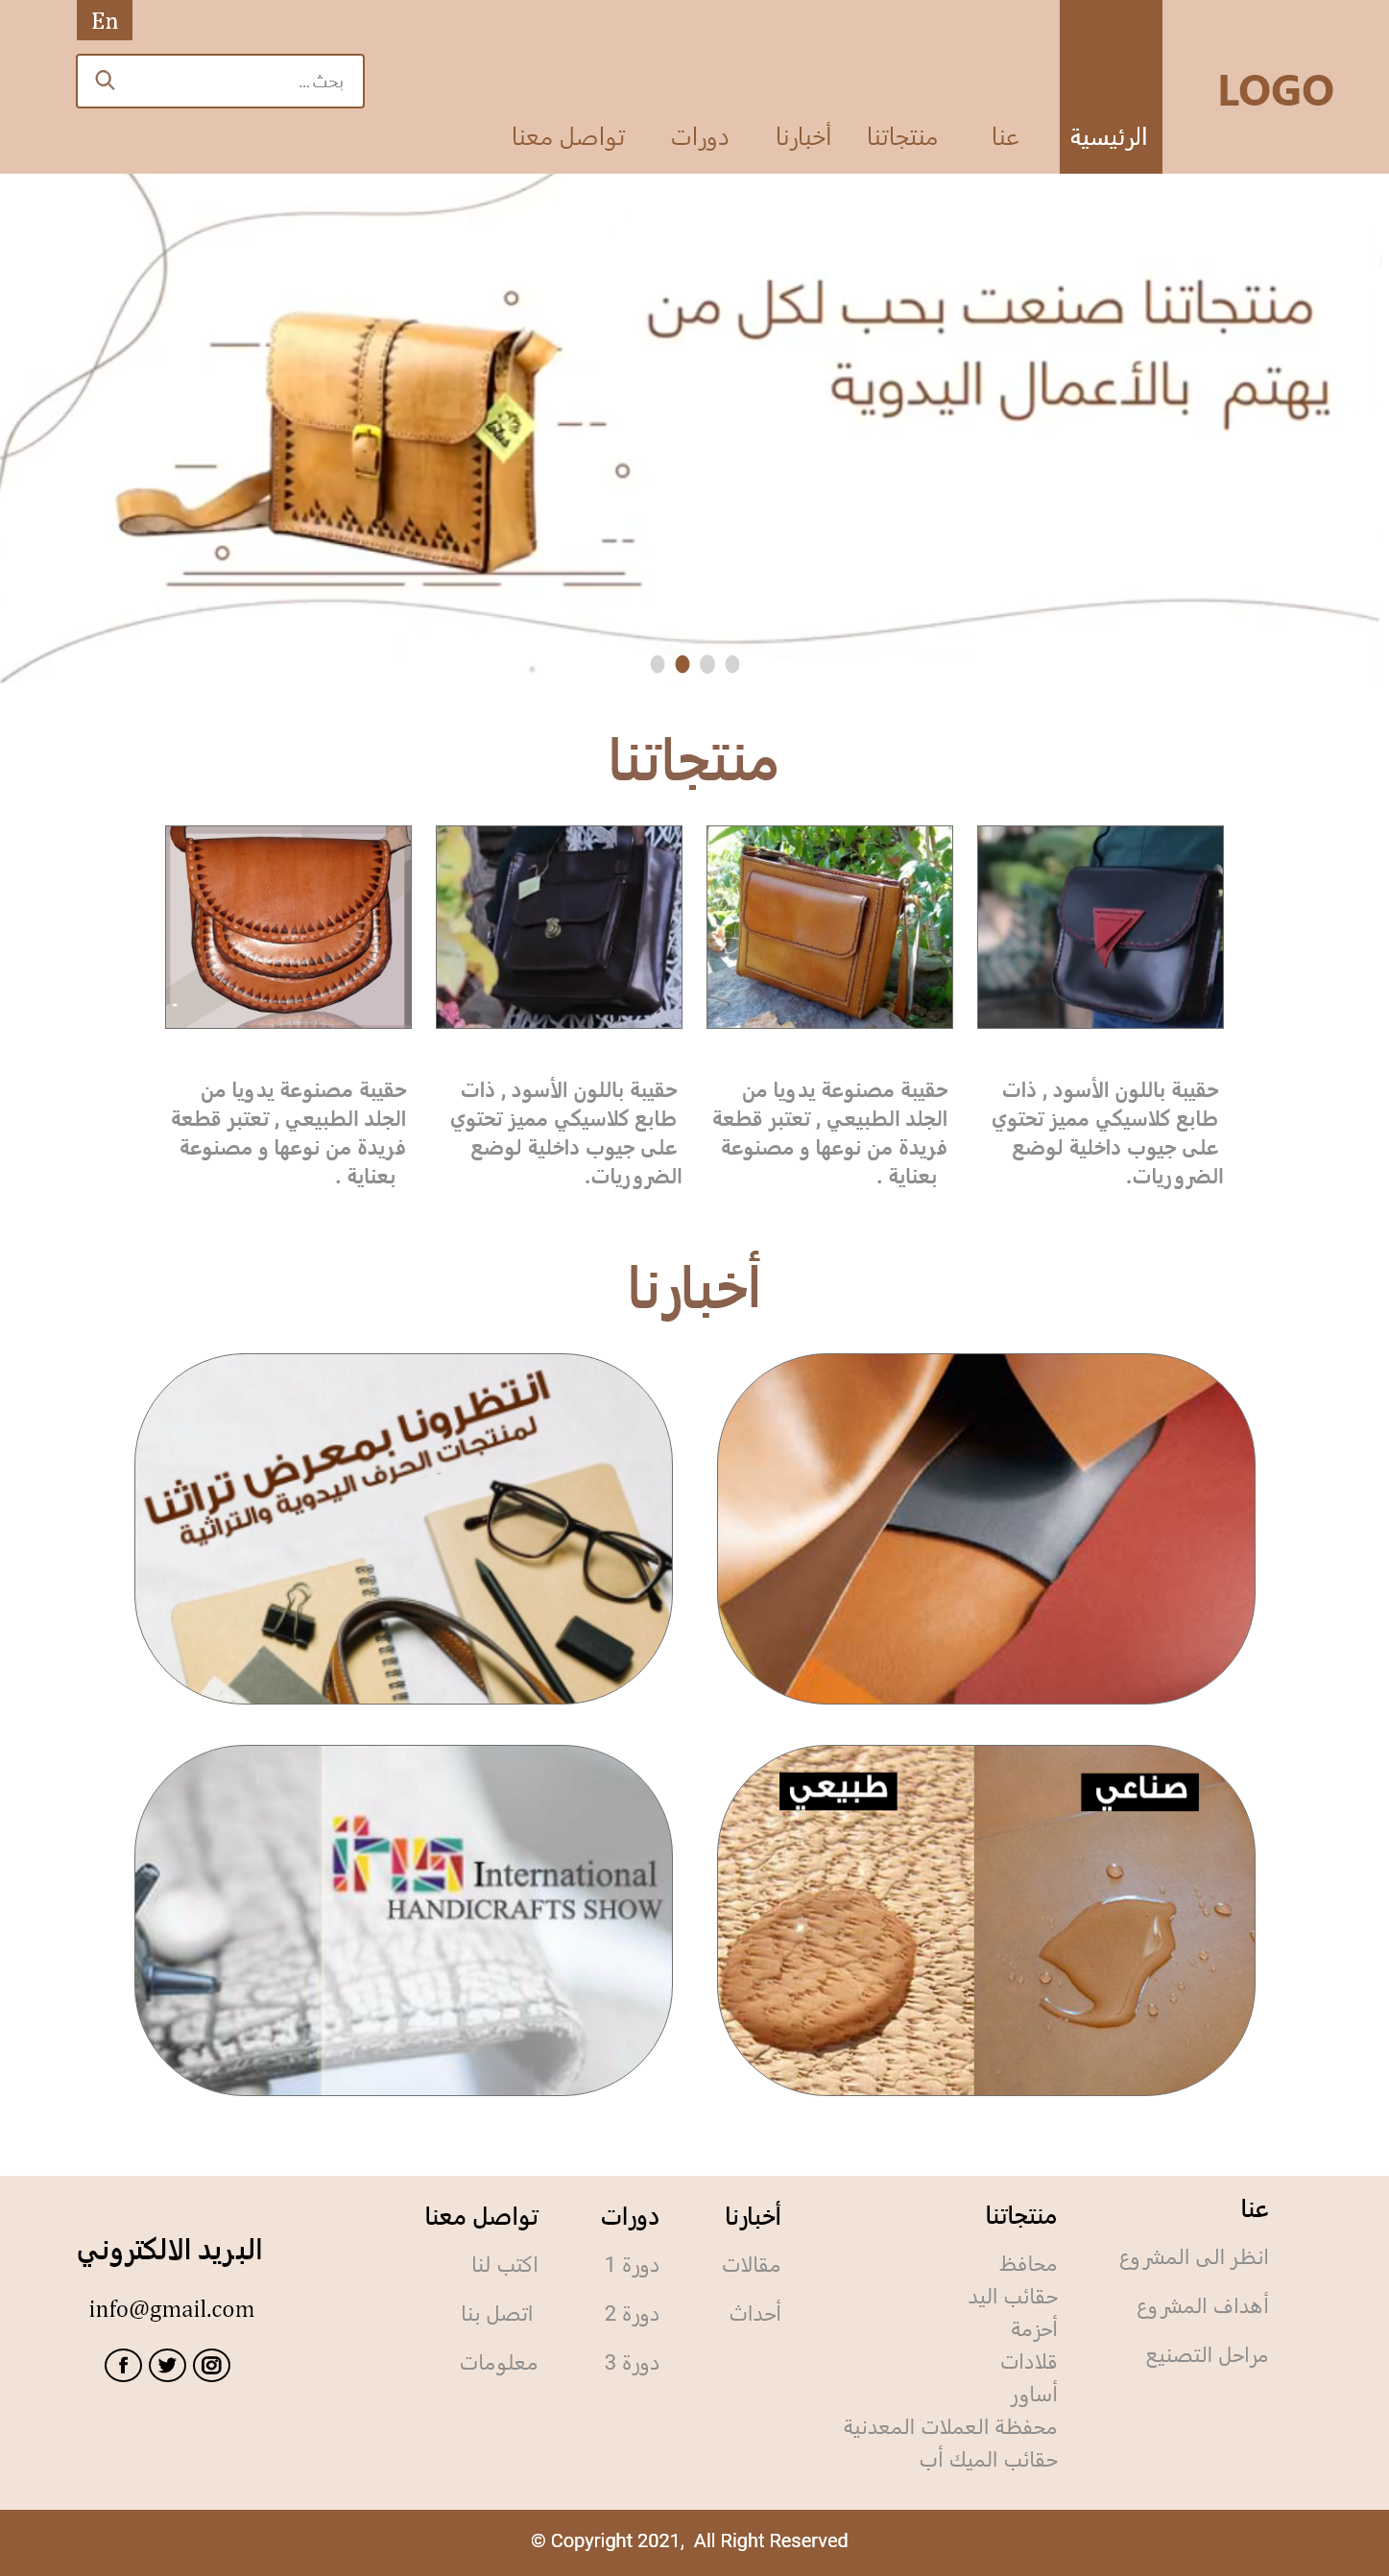 En
LOGO
بحث ...
الرئيسية
عنا
منتجاتنا
أخبارنا
دورات
تواصل معنا
منتجاتنا صنعت بحب لكل من
يهتم بالأعمال اليدوية
منتجاتنا
حقيبة باللون الأسود , ذات
طابع كلاسيكي مميز تحتوي
على جيوب داخلية لوضع
الضروريات.
حقيبة مصنوعة يدويا من
الجلد الطبيعي , تعتبر قطعة
فريدة من نوعها و مصنوعة
بعناية .
حقيبة باللون الأسود , ذات
طابع كلاسيكي مميز تحتوي
على جيوب داخلية لوضع
الضروريات.
حقيبة مصنوعة يدويا من
الجلد الطبيعي , تعتبر قطعة
فريدة من نوعها و مصنوعة
بعناية .
أخبارنا
انتظرونا بمعرض تراثنا
لمنتجات الحرف اليدوية والتراثية
صناعي
طبيعي
ihs International
HANDICRAFTS SHOW
عنا
انظر الى المشروع
أهداف المشروع
مراحل التصنيع
منتجاتنا
محافظ
حقائب اليد
أحزمة
قلادات
أساور
محفظة العملات المعدنية
حقائب الميك أب
أخبارنا
مقالات
أحداث
دورات
دورة 1
دورة 2
دورة 3
تواصل معنا
اكتب لنا
اتصل بنا
معلومات
البريد الالكتروني
info@gmail.com
© Copyright 2021, All Right Reserved